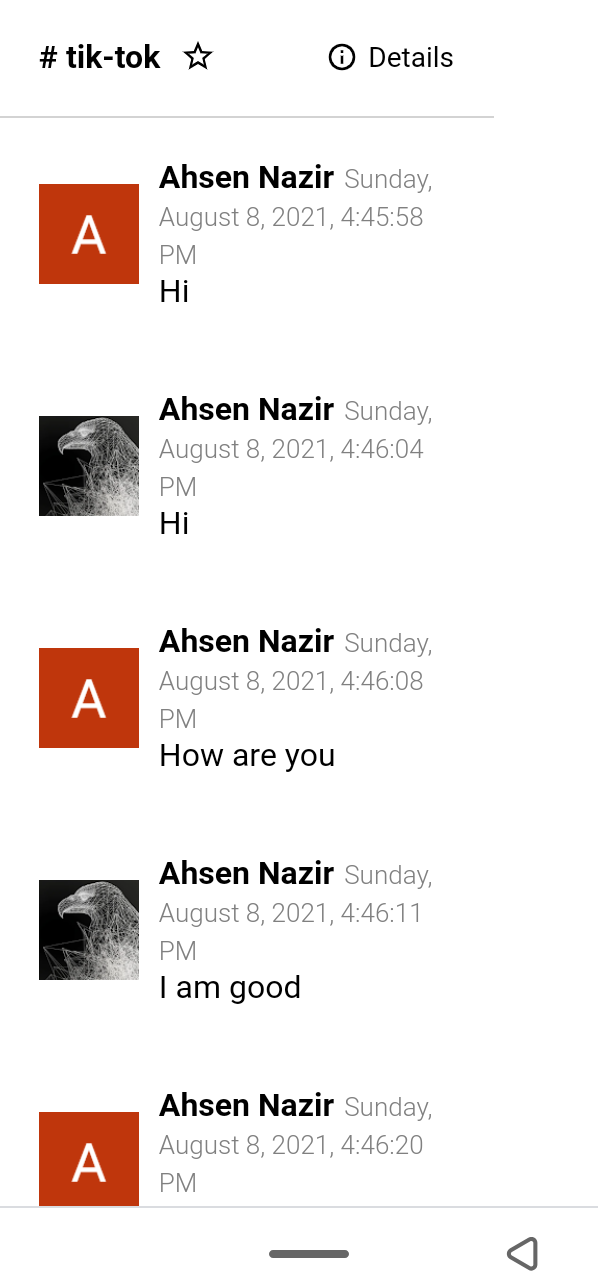 # tik-tok Details
Ahsen Nazir Sunday,
August 8, 2021, 4:45:58
PM
A
Hi
Ahsen Nazir Sunday,
August 8, 2021, 4:46:04
PM
Hi
Ahsen Nazir Sunday,
August 8, 2021, 4:46:08
PM
A
How are you
Ahsen Nazir Sunday,
August 8, 2021, 4:46:11
PM
I am good
Ahsen Nazir Sunday,
August 8, 2021, 4:46:20
PM
A